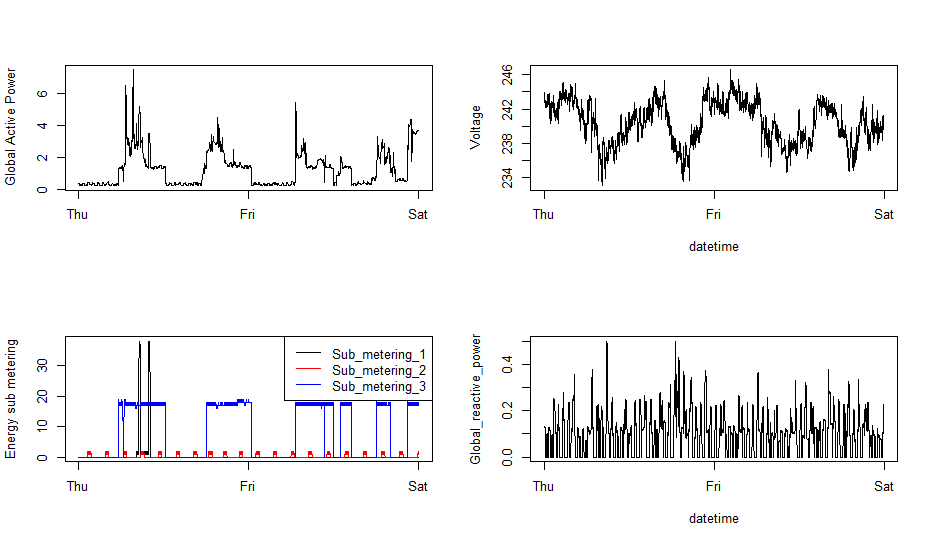 Global Active Power
0
2
4
6
Thu
Fri
Sat
Voltage
234
238
242
246
Thu
Fri
Sat
datetime
Energy sub metering
0
10
20
30
Sub_metering_1
Sub_metering_2
Sub_metering_3
Thu
Fri
Sat
Global_reactive_power
0.0
0.2
0.4
Thu
Fri
Sat
datetime